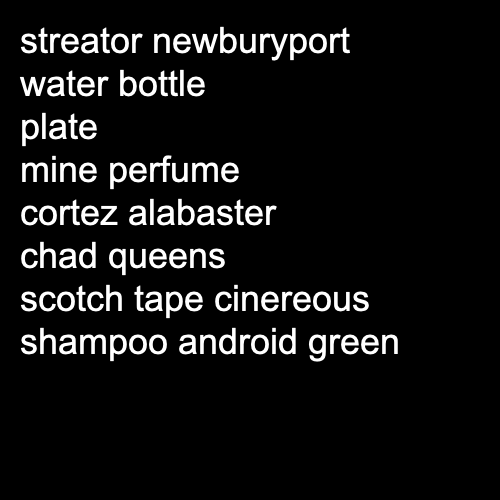 streator newburyport
water bottle
plate
mine perfume
cortez alabaster
chad queens
scotch tape cinereous
shampoo android green